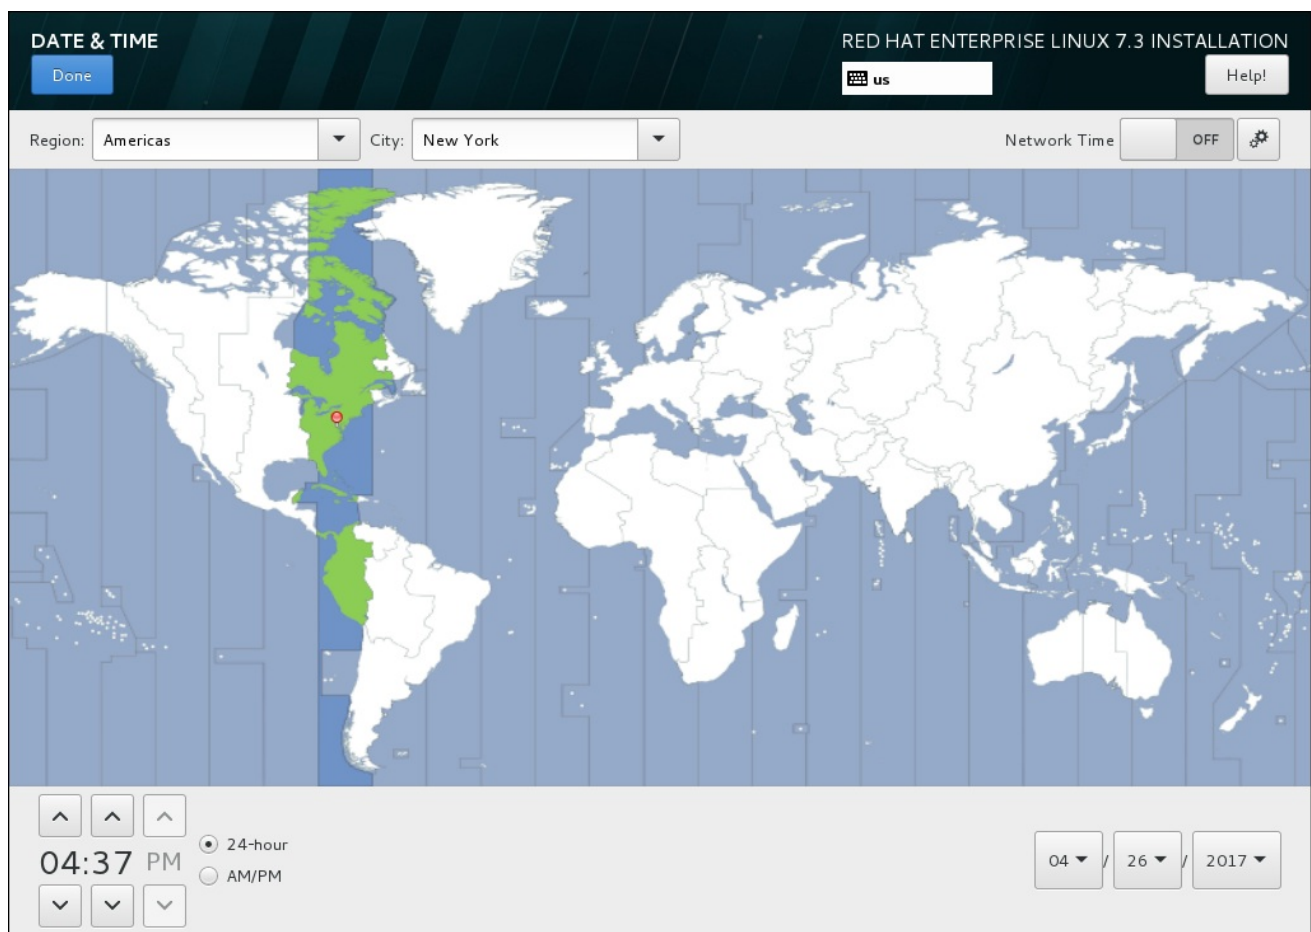 DATE & TIME
RED HAT ENTERPRISE LINUX 7.3 INSTALLATION
Done
us
Help!
Region: Americas City: New York Network Time OFF
04:37 PM
24-hour
AM/PM
04 / 26 / 2017